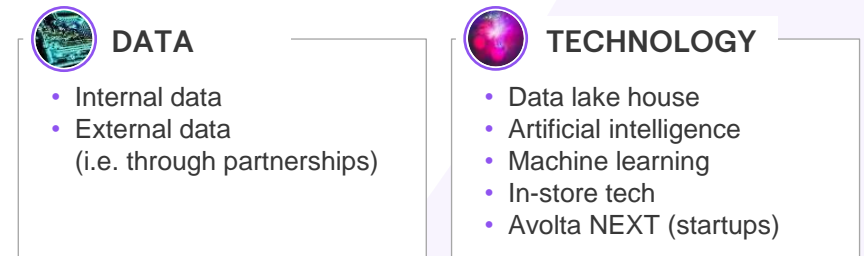 DATA
• Internal data
• External data
(i.e. through partnerships)
TECHNOLOGY
• Data lake house
• Artificial intelligence
• Machine learning
• In-store tech
• Avolta NEXT (startups)